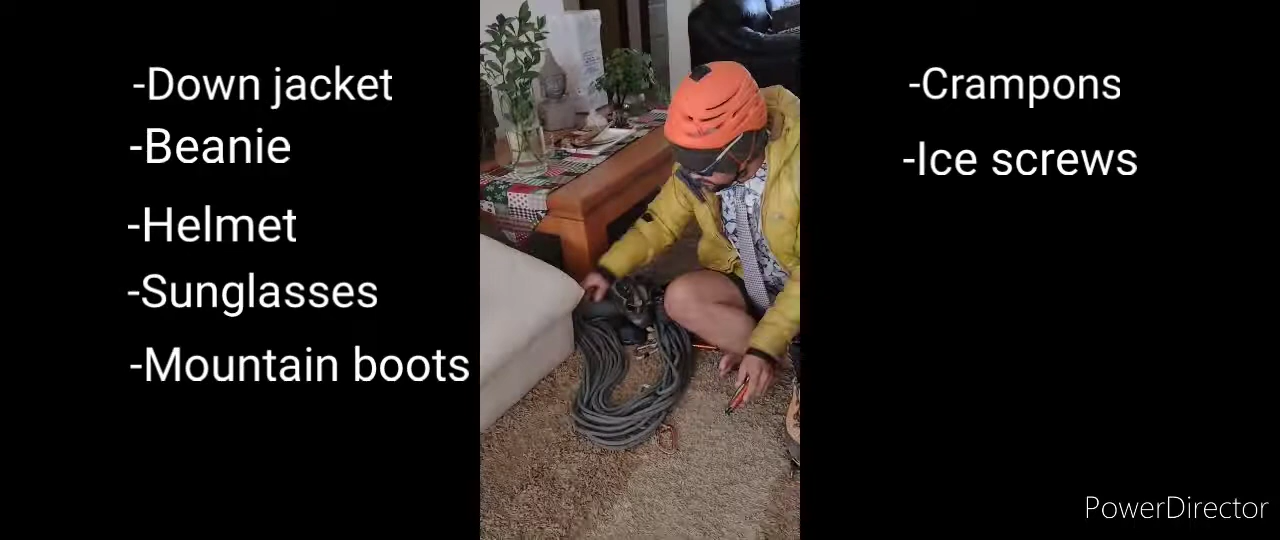 -Down jacket
-Beanie
-Helmet
-Sunglasses
-Mountain boots
-Crampons
-Ice screws
PowerDirector